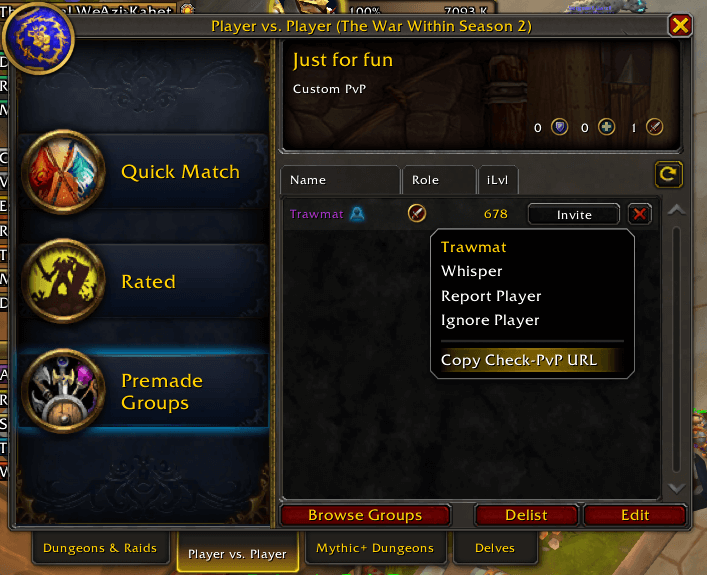 100%
7093 K
Player vs. Player (The War Within Season 2)
Just for fun
Custom PvP
0
0
1
Quick Match
Rated
Premade
Groups
Name
Role
iLvl
Trawmat
678
Invite
Trawmat
Whisper
Report Player
Ignore Player
Copy Check-PvP URL
Browse Groups
Delist
Edit
Dungeons & Raids
Player vs. Player
Mythic+ Dungeons
Delves